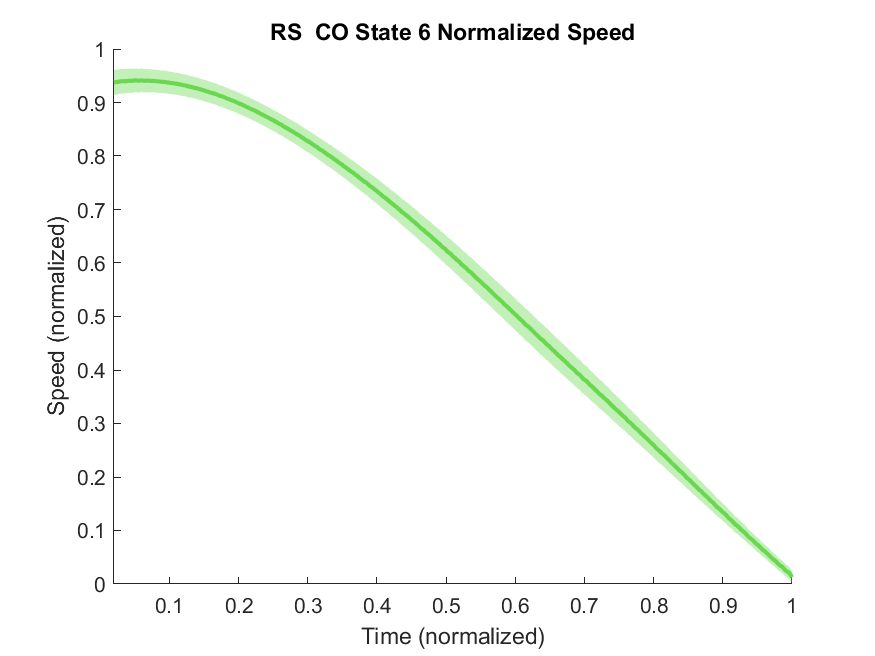 RS  CO State 6 Normalized Speed
1
0.9
0.8
0.7
0.6
0.5
0.4
0.3
0.2
0.1
0
Speed (normalized)
0.1 0.2 0.3 0.4 0.5 0.6 0.7 0.8 0.9 1
Time (normalized)